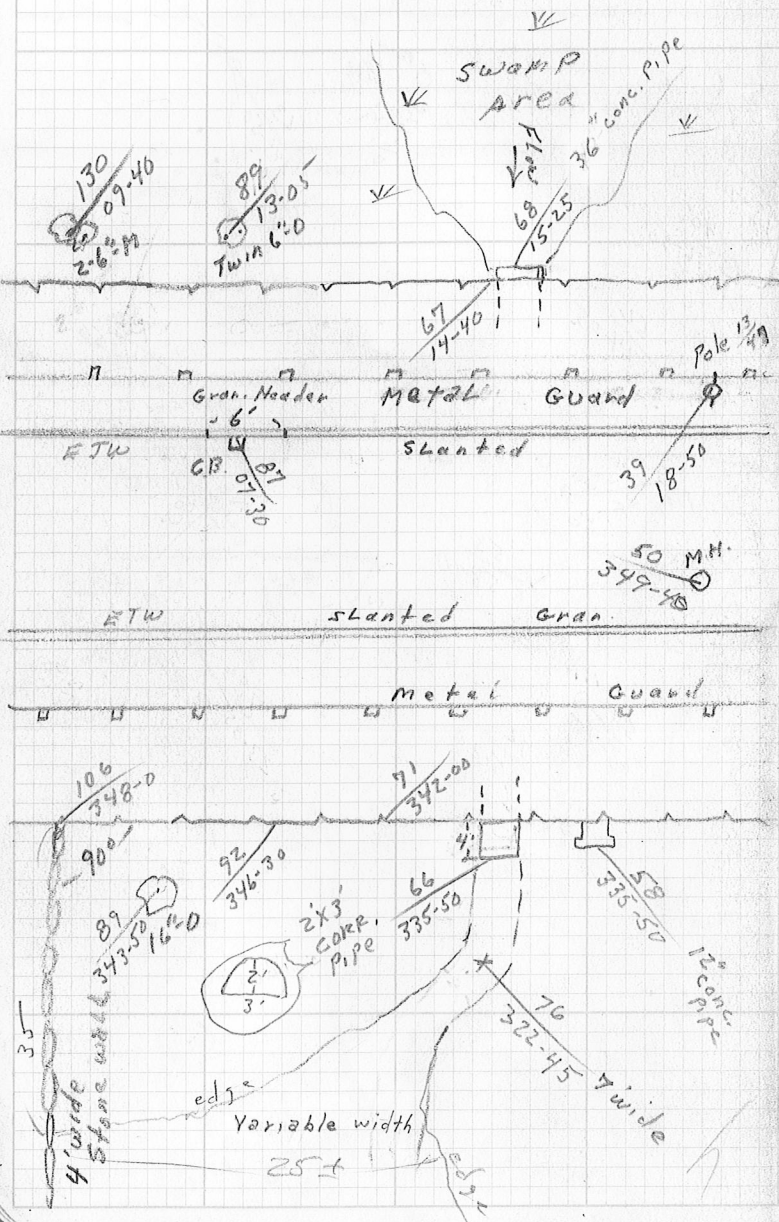 Swamp
Area
Flow
36" conc. pipe
68
15-25
130
09-40
2-6"-M
89
13-05
Twin 6"-O
67
14-40
Pole 13/47
Gran. Header
Metal Guard
6'
ETW
Slanted
C.B.
87
07-30
39
18-50
50
349-40
M.H.
ETW
Slanted Gran.
Metal Guard
106
348-0
71
342-00
90°
92
346-30
4'
66
335-50
58
335-50
12" conc.
pipe
89
343-50
16"-O
2'x3'
corr.
pipe
2'
3'
76
322-45
7' wide
35
4' wide
Stone wall
edge
Variable width
25±
edge